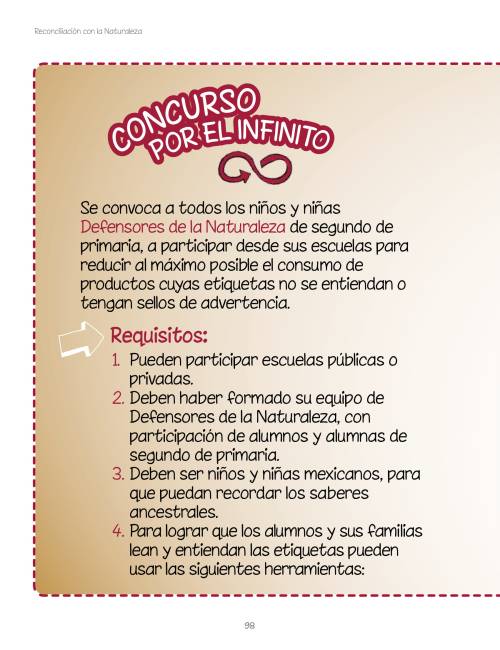 Reconciliación con la Naturaleza
CONCURSO
POR EL INFINITO
Se convoca a todos los niños y niñas
Defensores de la Naturaleza de segundo de
primaria, a participar desde sus escuelas para
reducir al máximo posible el consumo de
productos cuyas etiquetas no se entiendan o
tengan sellos de advertencia.
Requisitos:
1. Pueden participar escuelas públicas o
privadas.
2. Deben haber formado su equipo de
Defensores de la Naturaleza, con
participación de alumnos y alumnas de
segundo de primaria.
3. Deben ser niños y niñas mexicanos, para
que puedan recordar los saberes
ancestrales.
4. Para lograr que los alumnos y sus familias
lean y entiendan las etiquetas pueden
usar las siguientes herramientas:
98